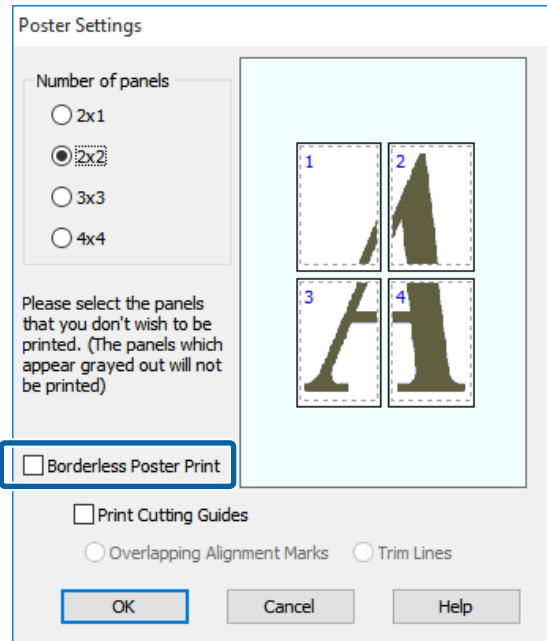 Poster Settings
Number of panels
2x1
2x2
3x3
4x4
1
2
3
4
Please select the panels
that you don't wish to be
printed. (The panels which
appear grayed out will not
be printed)
Borderless Poster Print
Print Cutting Guides
Overlapping Alignment Marks
Trim Lines
OK
Cancel
Help